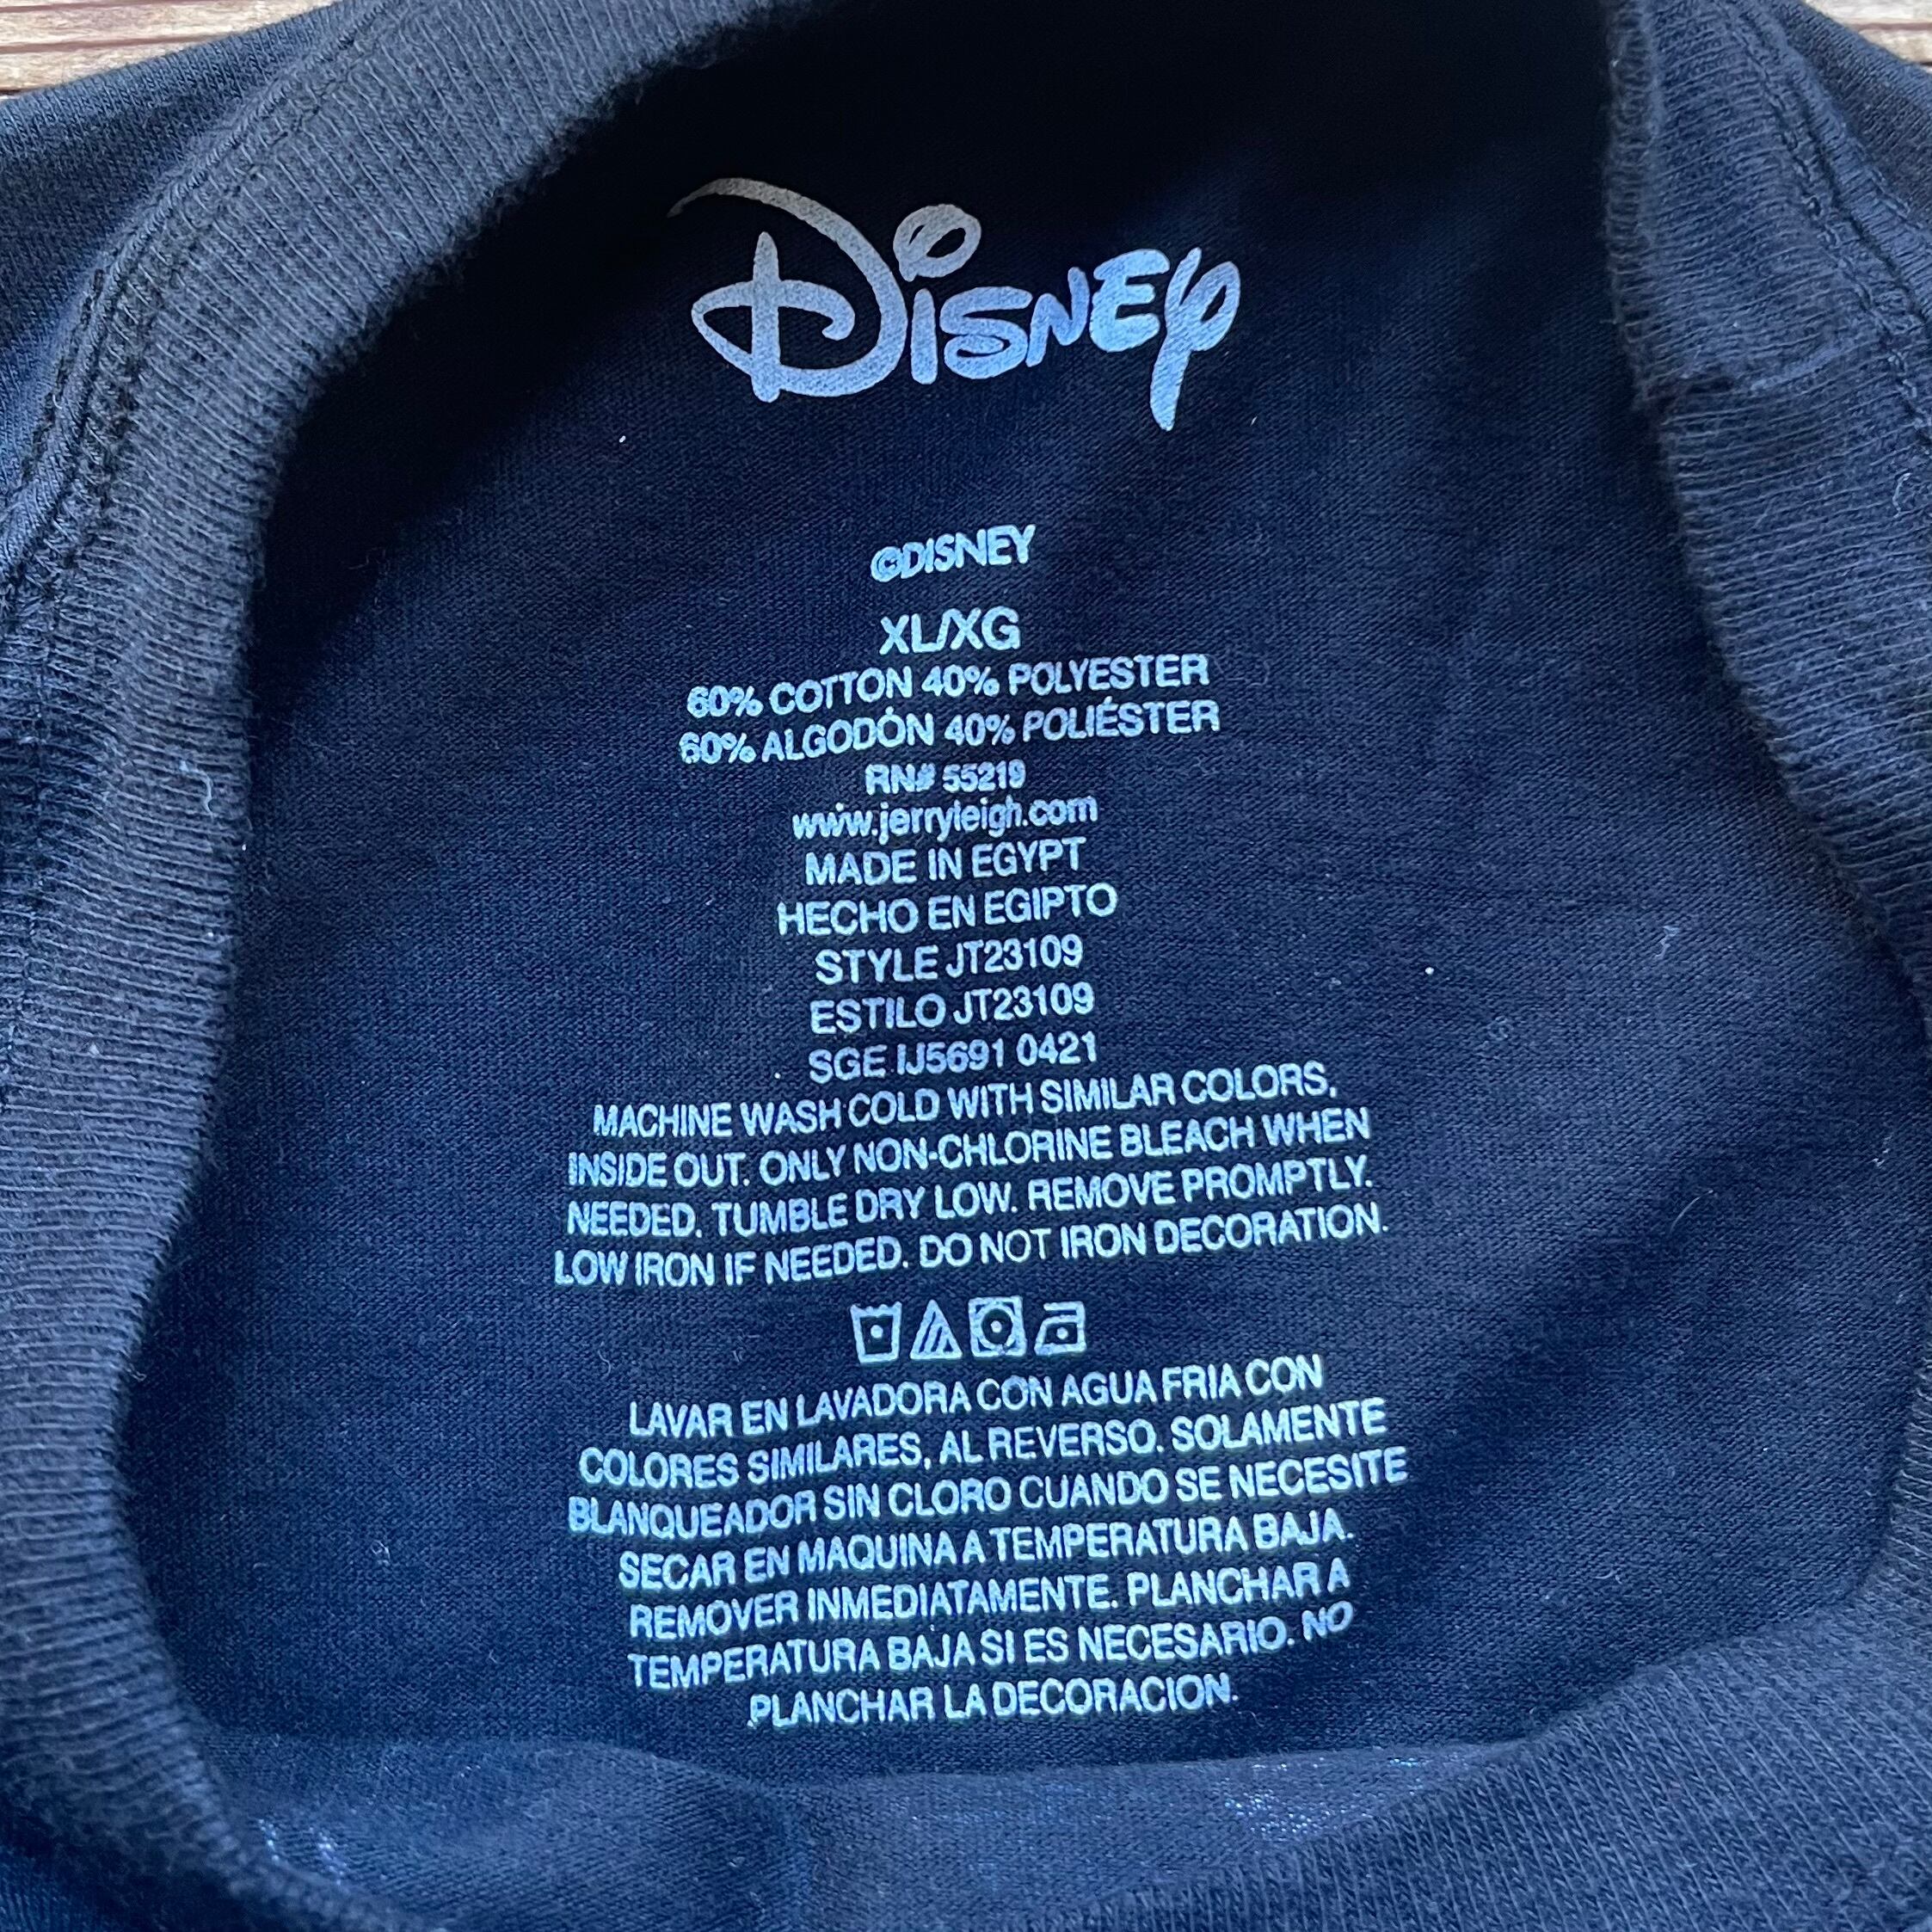 Disney
©DISNEY
XL/XG
60% COTTON 40% POLYESTER
60% ALGODÓN 40% POLIÉSTER
RN# 55219
www.jerryleigh.com
MADE IN EGYPT
HECHO EN EGIPTO
STYLE JT23109
ESTILO JT23109
SGE IJ5691 0421
MACHINE WASH COLD WITH SIMILAR COLORS,
INSIDE OUT. ONLY NON-CHLORINE BLEACH WHEN
NEEDED. TUMBLE DRY LOW. REMOVE PROMPTLY.
LOW IRON IF NEEDED. DO NOT IRON DECORATION.
LAVAR EN LAVADORA CON AGUA FRIA CON
COLORES SIMILARES, AL REVERSO. SOLAMENTE
BLANQUEADOR SIN CLORO CUANDO SE NECESITE
SECAR EN MAQUINA A TEMPERATURA BAJA.
REMOVER INMEDIATAMENTE. PLANCHAR A
TEMPERATURA BAJA SI ES NECESARIO. NO
PLANCHAR LA DECORACION.